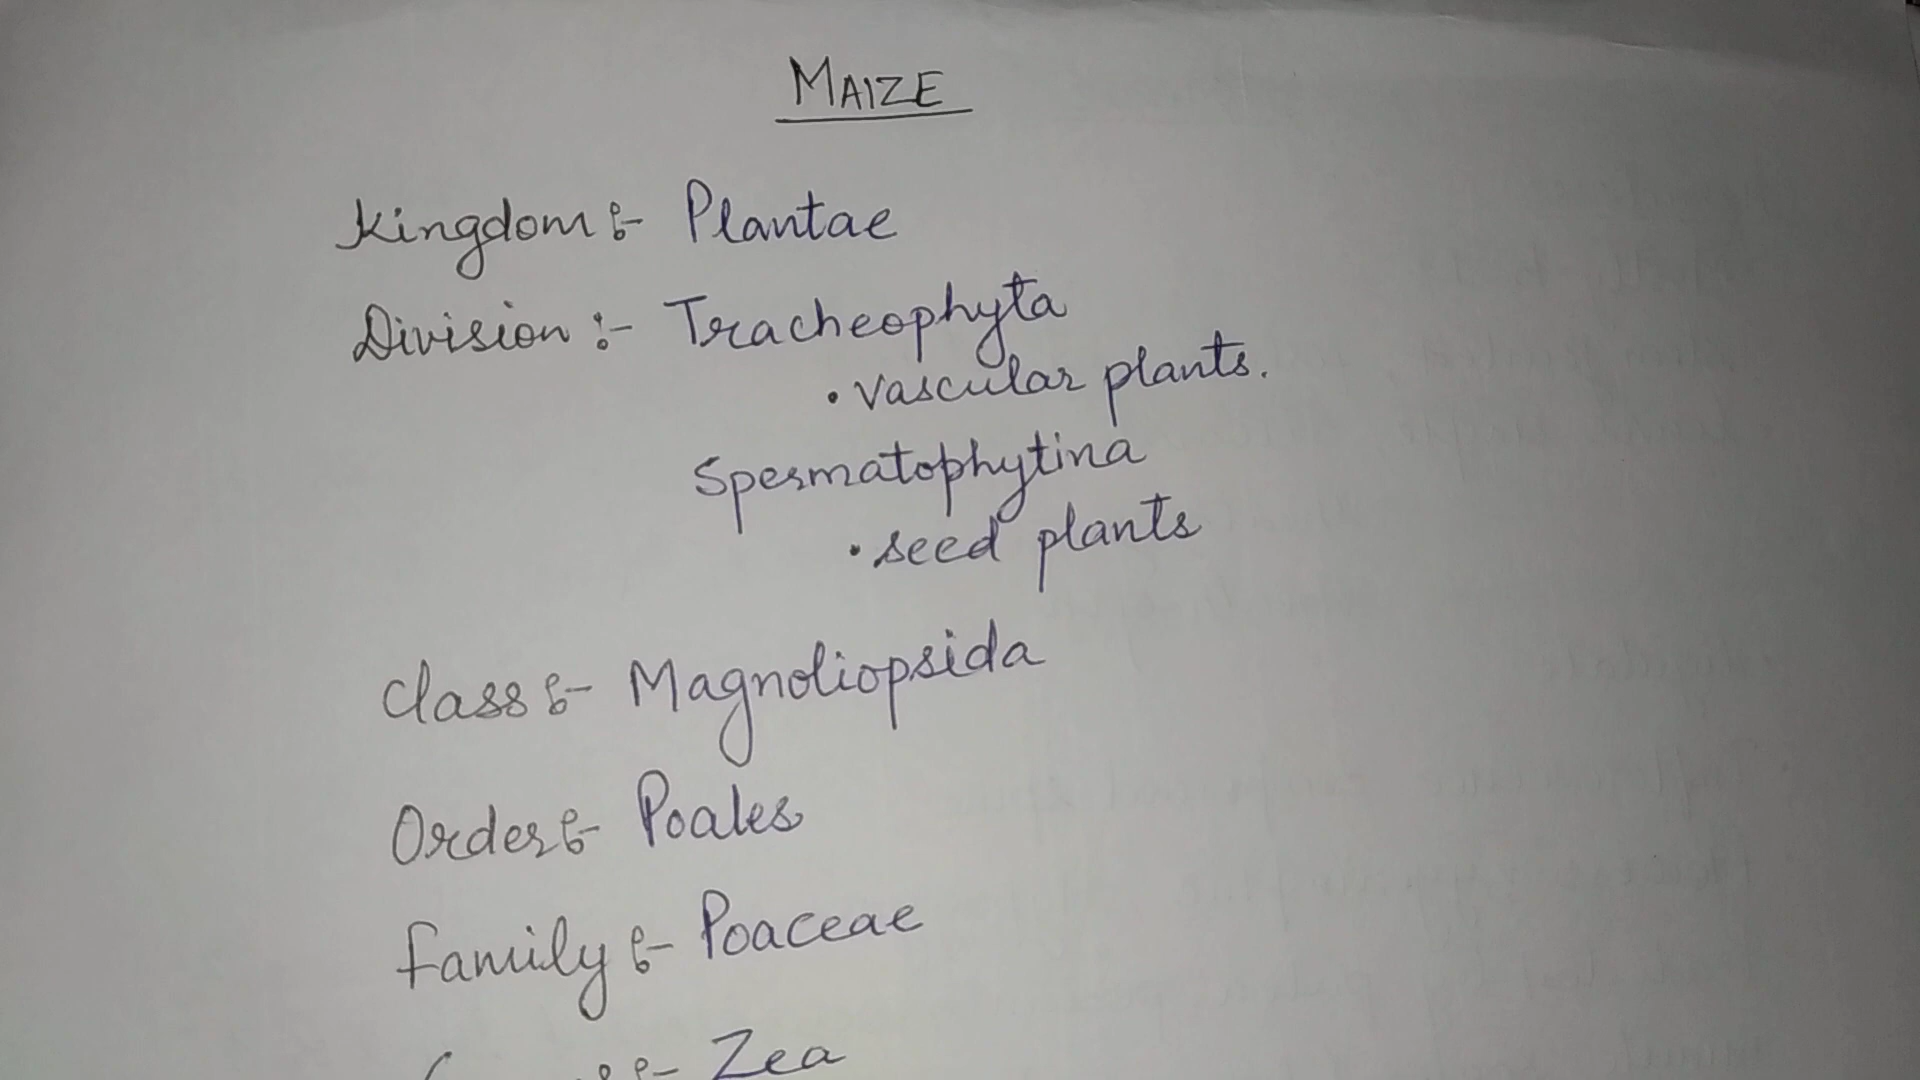 MAIZE
Kingdom :- Plantae
Division :- Tracheophyta
• vascular plants.
Spermatophytina
• seed plants
Class :- Magnoliopsida
Order :- Poales
Family :- Poaceae
:- Zea